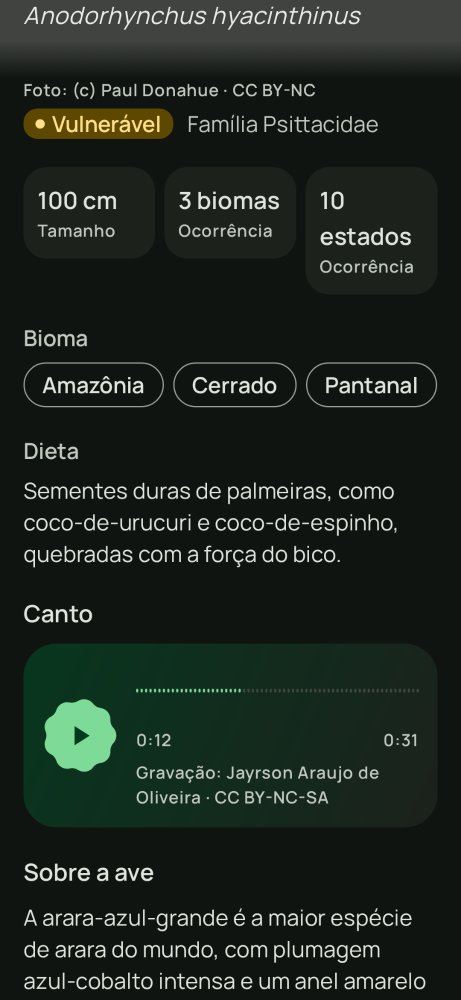 Anodorhynchus hyacinthinus
Foto: (c) Paul Donahue · CC BY-NC
Vulnerável Família Psittacidae
100 cm
Tamanho
3 biomas
Ocorrência
10
estados
Ocorrência
Bioma
Amazônia Cerrado Pantanal
Dieta
Sementes duras de palmeiras, como
coco-de-urucuri e coco-de-espinho,
quebradas com a força do bico.
Canto
0:12 0:31
Gravação: Jayrson Araujo de
Oliveira · CC BY-NC-SA
Sobre a ave
A arara-azul-grande é a maior espécie
de arara do mundo, com plumagem
azul-cobalto intensa e um anel amarelo